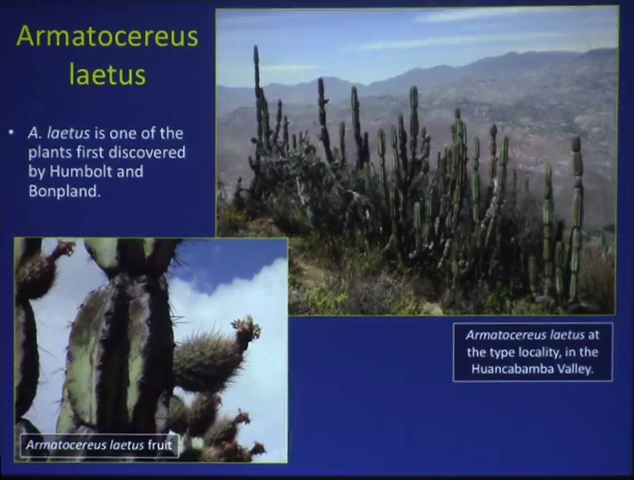 Armatocereus
laetus
• A. laetus is one of the
plants first discovered
by Humbolt and
Bonpland.
Armatocereus laetus at
the type locality, in the
Huancabamba Valley.
Armatocereus laetus fruit